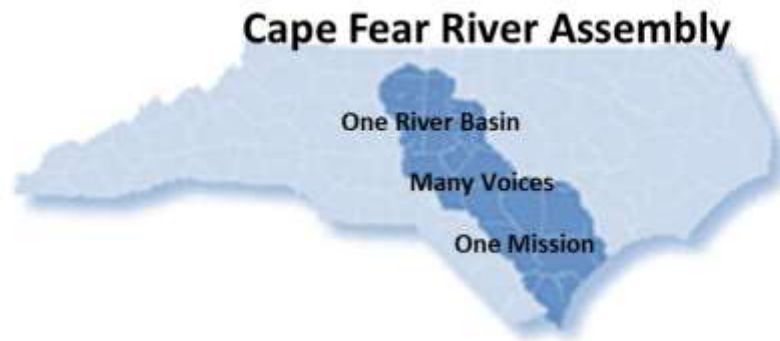 Cape Fear River Assembly
One River Basin
Many Voices
One Mission